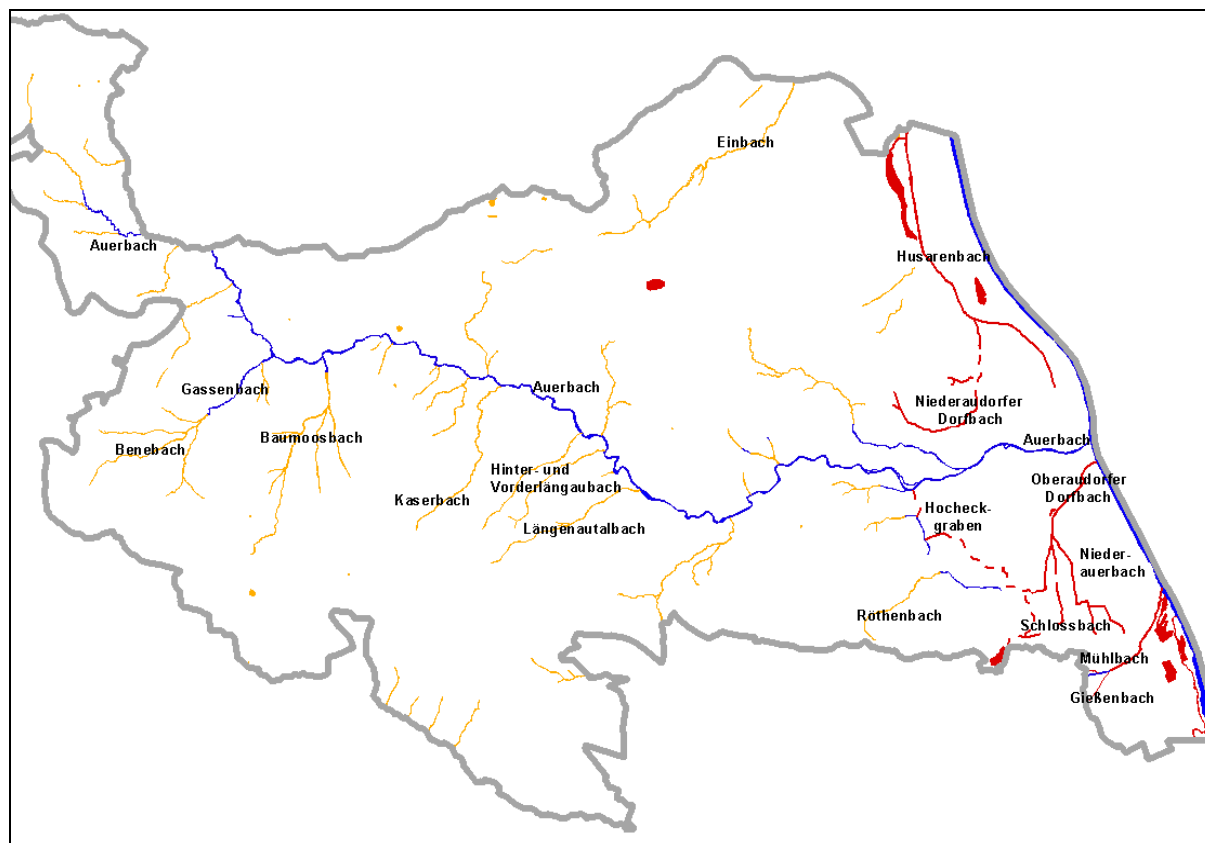 Einbach
Auerbach
Husarenbach
Gassenbach
Auerbach
Niederaudorfer
Dorfbach
Benebach
Baumoosbach
Auerbach
Hinter- und
Vorderlängaubach
Kaserbach
Oberaudorfer
Dorfbach
Längenautalbach
Hocheck-
graben
Nieder-
auerbach
Röthenbach
Schlossbach
Mühlbach
Gießenbach